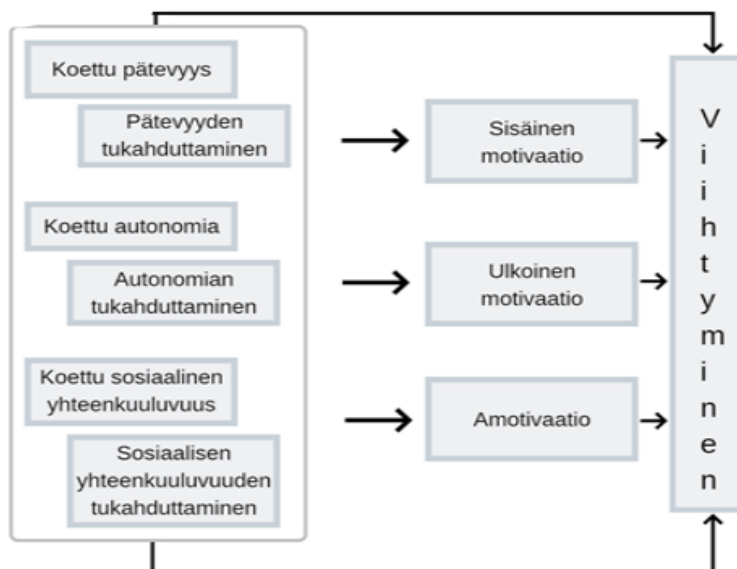 Koettu pätevyys
Pätevyyden
tukahduttaminen
Koettu autonomia
Autonomian
tukahduttaminen
Koettu sosiaalinen
yhteenkuuluvuus
Sosiaalisen
yhteenkuuluvuuden
tukahduttaminen
Sisäinen
motivaatio
Ulkoinen
motivaatio
Amotivaatio
V
i
i
h
t
y
m
i
n
e
n